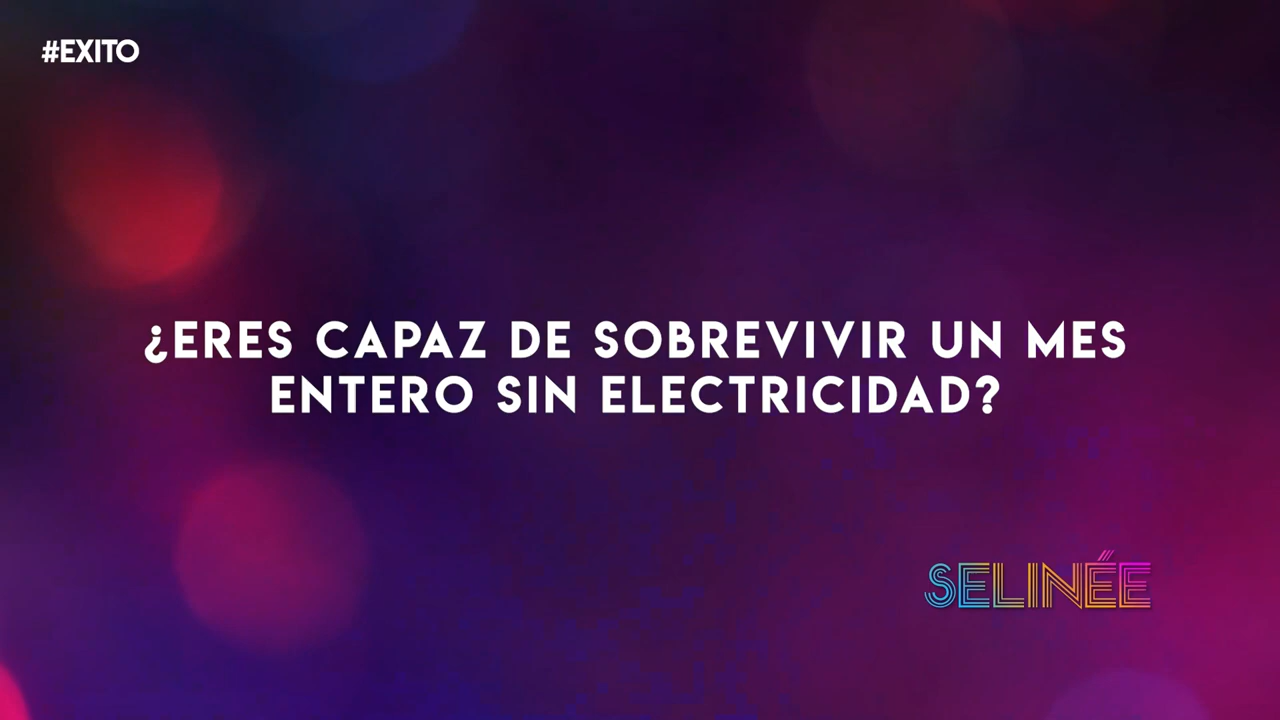 #EXITO
¿ERES CAPAZ DE SOBREVIVIR UN MES
ENTERO SIN ELECTRICIDAD?
SELINÉE